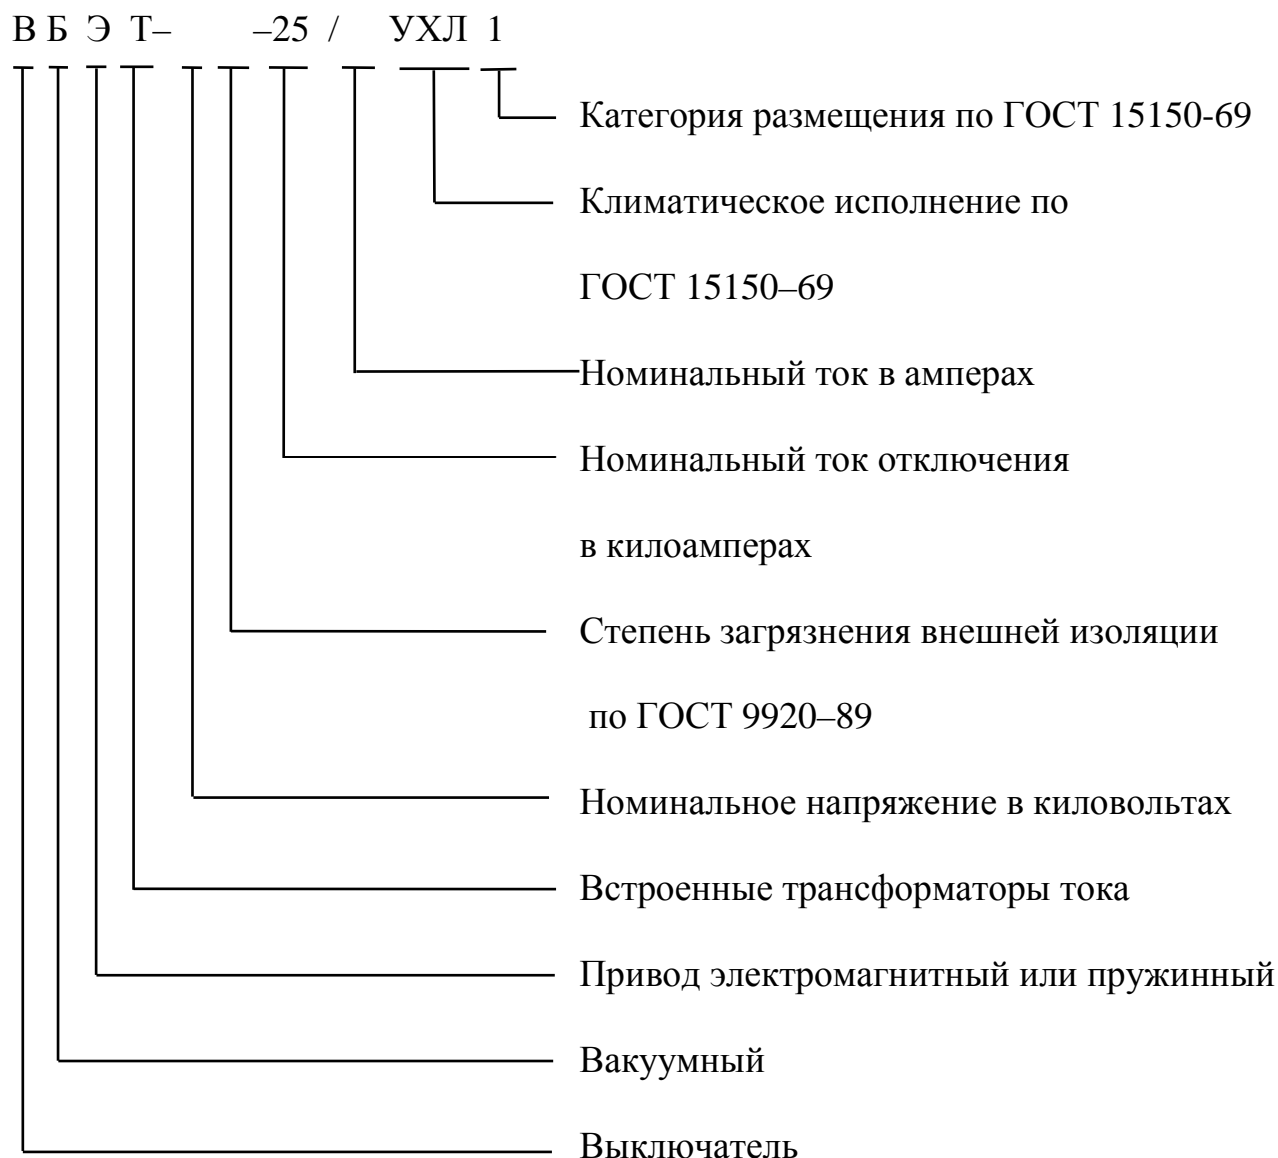 В Б Э Т– –25 / УХЛ 1
Категория размещения по ГОСТ 15150-69
Климатическое исполнение по
ГОСТ 15150–69
Номинальный ток в амперах
Номинальный ток отключения
в килоамперах
Степень загрязнения внешней изоляции
по ГОСТ 9920–89
Номинальное напряжение в киловольтах
Встроенные трансформаторы тока
Привод электромагнитный или пружинный
Вакуумный
Выключатель